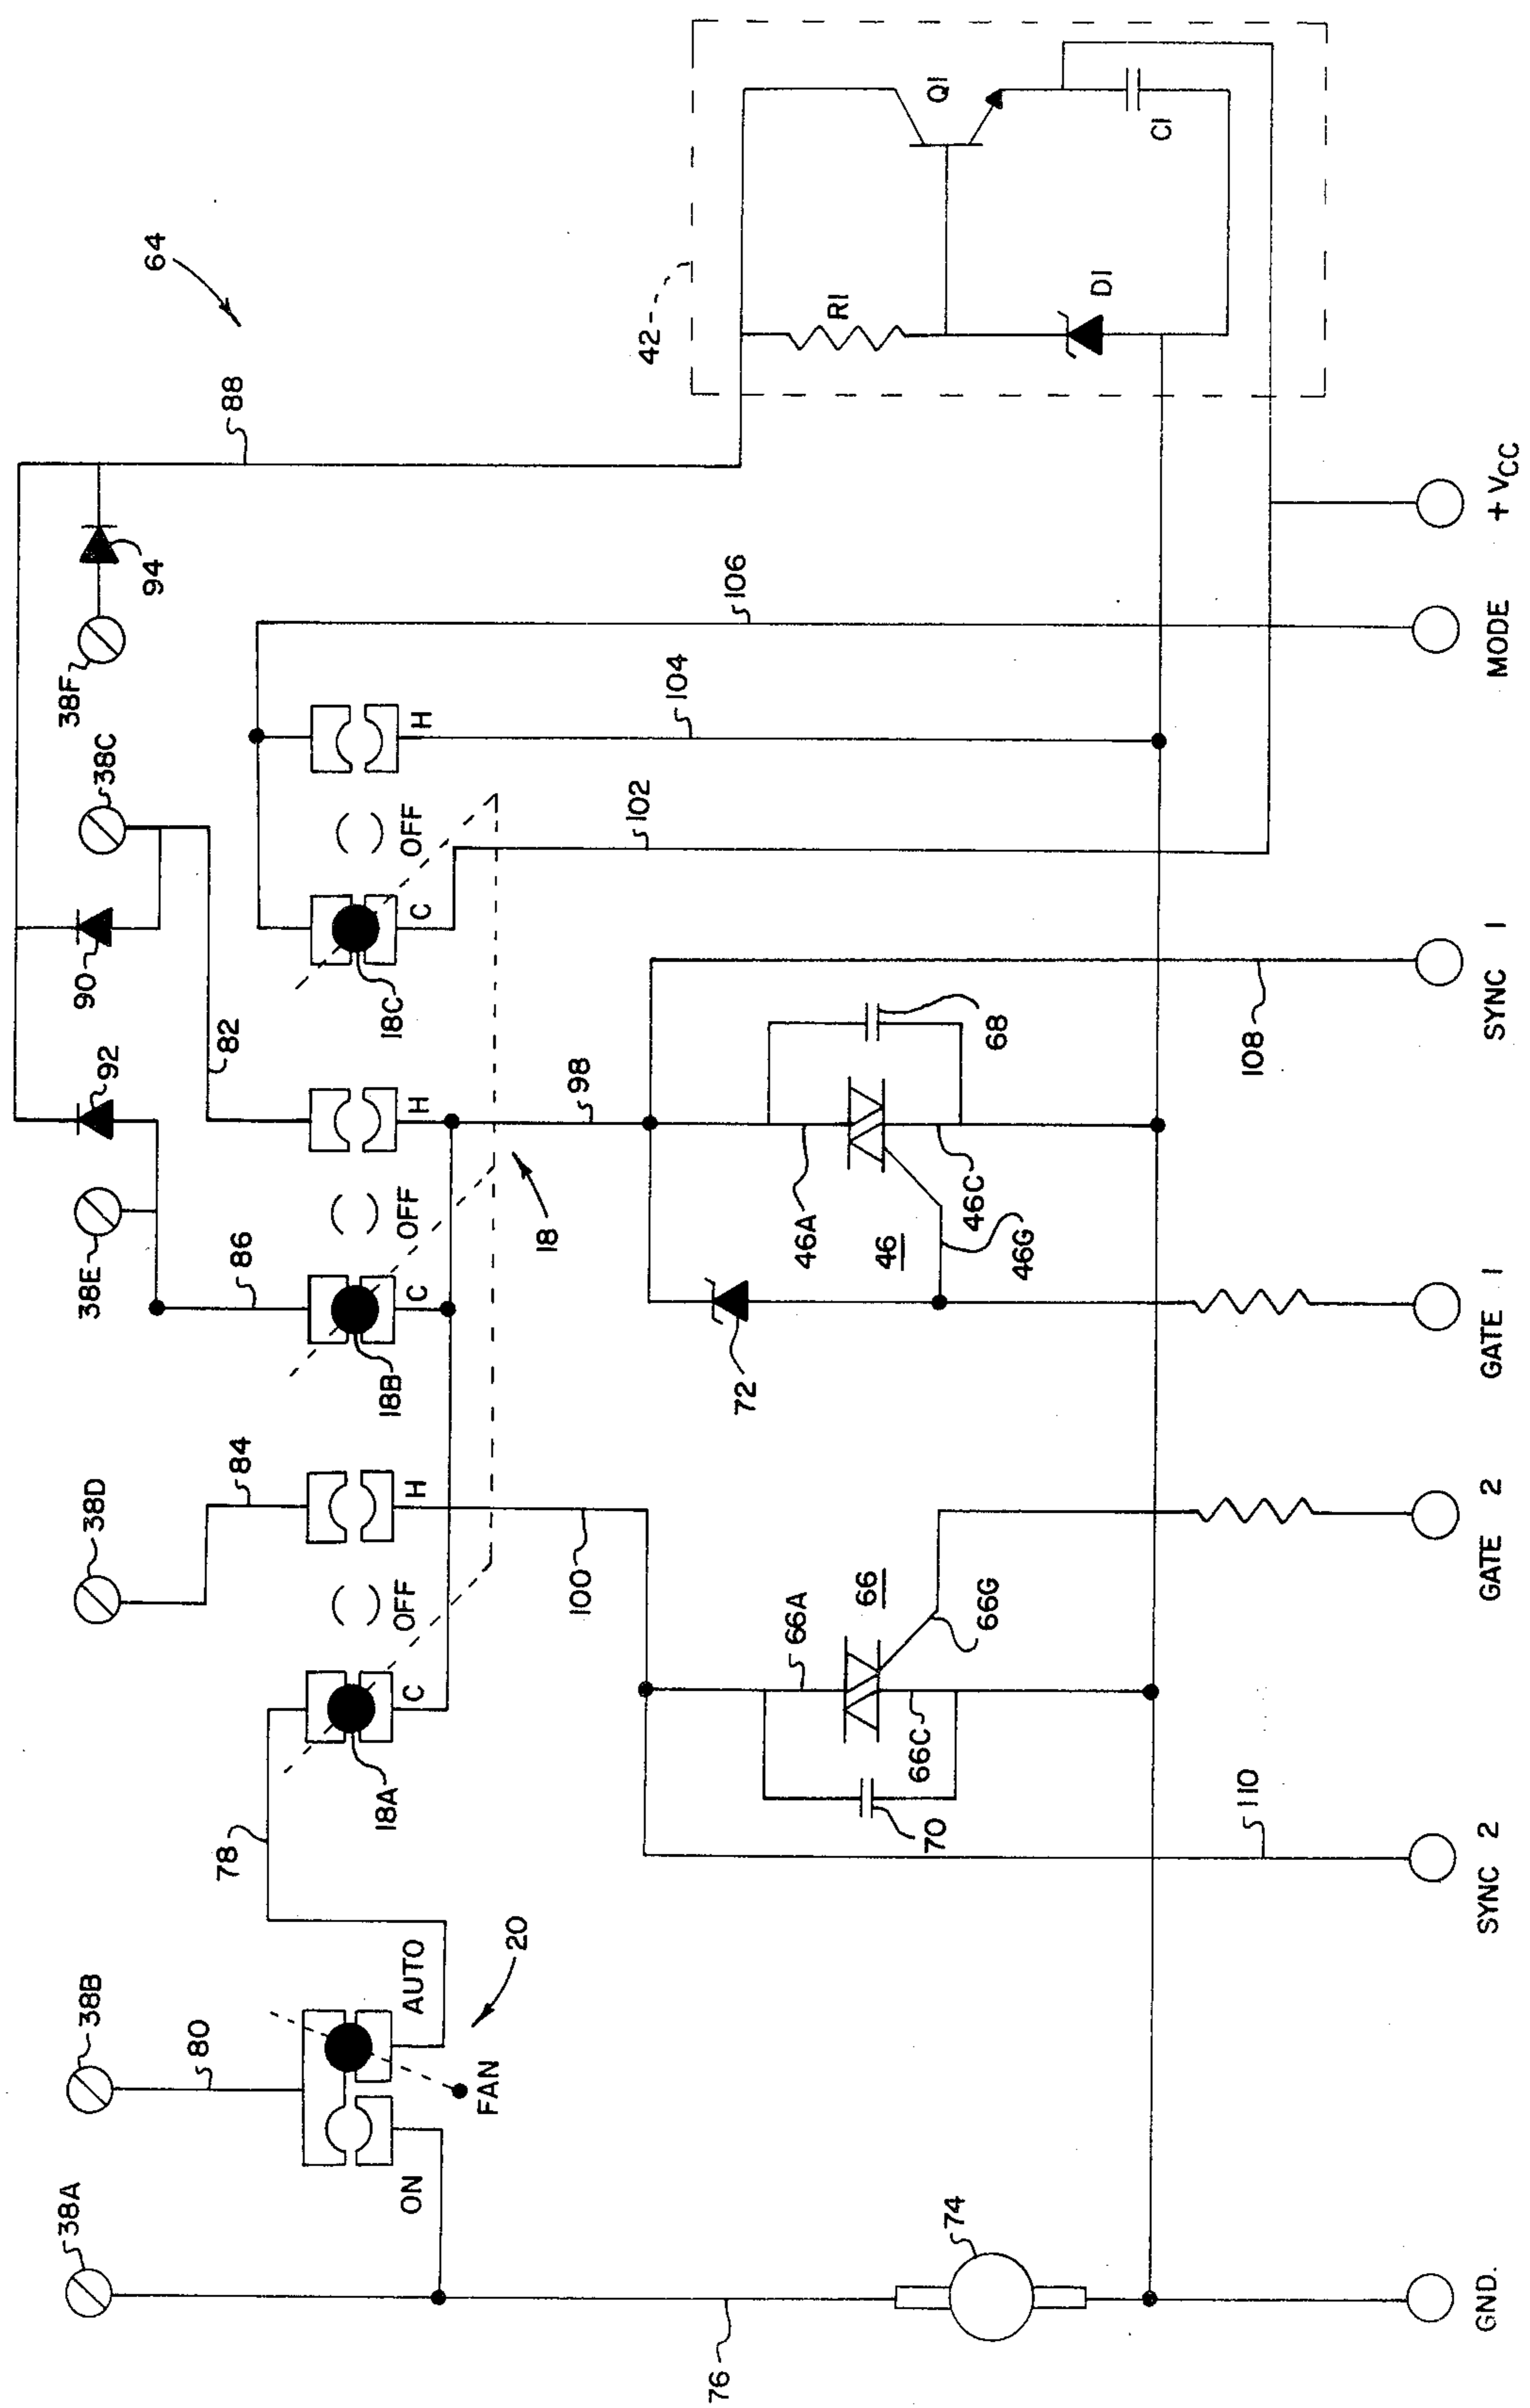 64
42
Q1
C1
R1
D1
88
94
38F
38C
90
92
38E
82
86
84
38D
106
104
102
H
OFF
C
18C
H
OFF
C
18B
18
98
H
OFF
C
18A
100
78
38B
80
AUTO
20
FAN
ON
38A
68
46A
46
46C
46G
72
66A
66
66C
66G
70
108
110
74
76
+ VCC
MODE
SYNC 1
GATE 1
GATE 2
SYNC 2
GND.